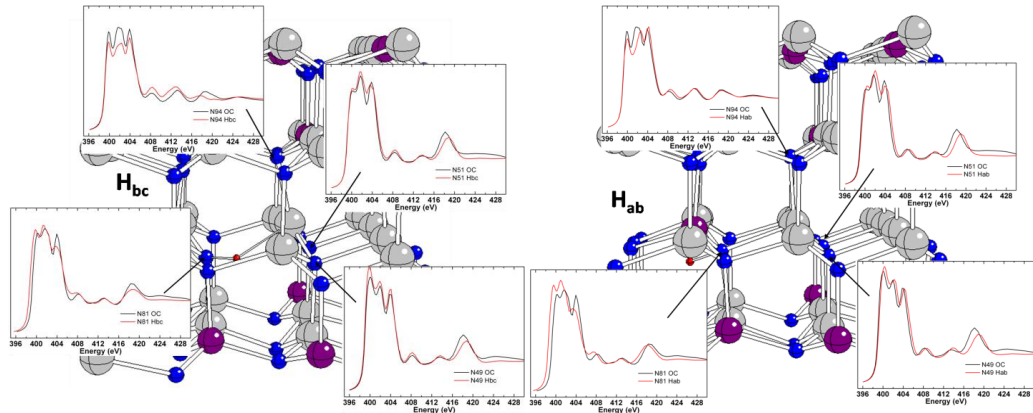 N94 OC
N94 Hbc
396 400 404 408 412 416 420 424 428
Energy (eV)
N51 OC
N51 Hbc
396 400 404 408 412 416 420 424 428
Energy (eV)
Hbc
N81 OC
N81 Hbc
396 400 404 408 412 416 420 424 428
Energy (eV)
N49 OC
N49 Hbc
396 400 404 408 412 416 420 424 428
Energy (eV)
N94 OC
N94 Hab
396 400 404 408 412 416 420 424 428
Energy (eV)
N51 OC
N51 Hab
396 400 404 408 412 416 420 424 428
Energy (eV)
Hab
N81 OC
N81 Hab
396 400 404 408 412 416 420 424 428
Energy (eV)
N49 OC
N49 Hab
396 400 404 408 412 416 420 424 428
Energy (eV)